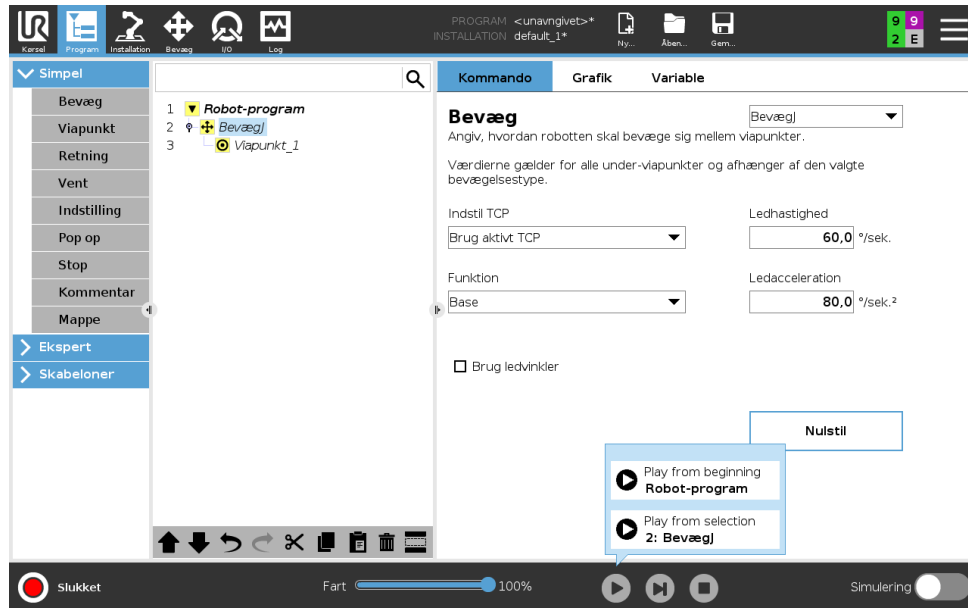 PROGRAM <unavngivet>*
INSTALLATION default_1*
UR
Kørsel
Program
Installation
Bevæg
I/O
Log
Ny...
Åben...
Gem...
9 9
2 E
Simpel
Bevæg
Viapunkt
Retning
Vent
Indstilling
Pop op
Stop
Kommentar
Mappe
Ekspert
Skabeloner
1 Robot-program
2 BevægJ
3 Viapunkt_1
Kommando Grafik Variable
Bevæg
BevægJ
Angiv, hvordan robotten skal bevæge sig mellem viapunkter.
Værdierne gælder for alle under-viapunkter og afhænger af den valgte
bevægelsestype.
Indstil TCP
Brug aktivt TCP
Ledhastighed
60,0 °/sek.
Funktion
Base
Ledacceleration
80,0 °/sek.²
Brug ledvinkler
Nulstil
Play from beginning
Robot-program
Play from selection
2: BevægJ
Slukket
Fart 100%
Simulering